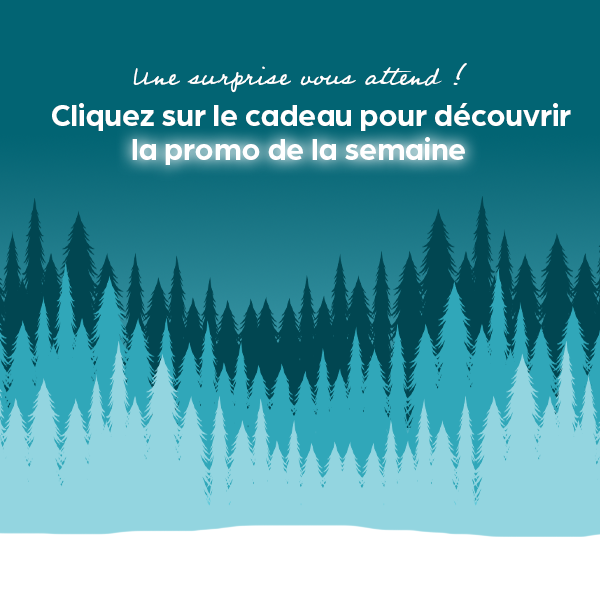 Une surprise vous attend !
Cliquez sur le cadeau pour découvrir
la promo de la semaine